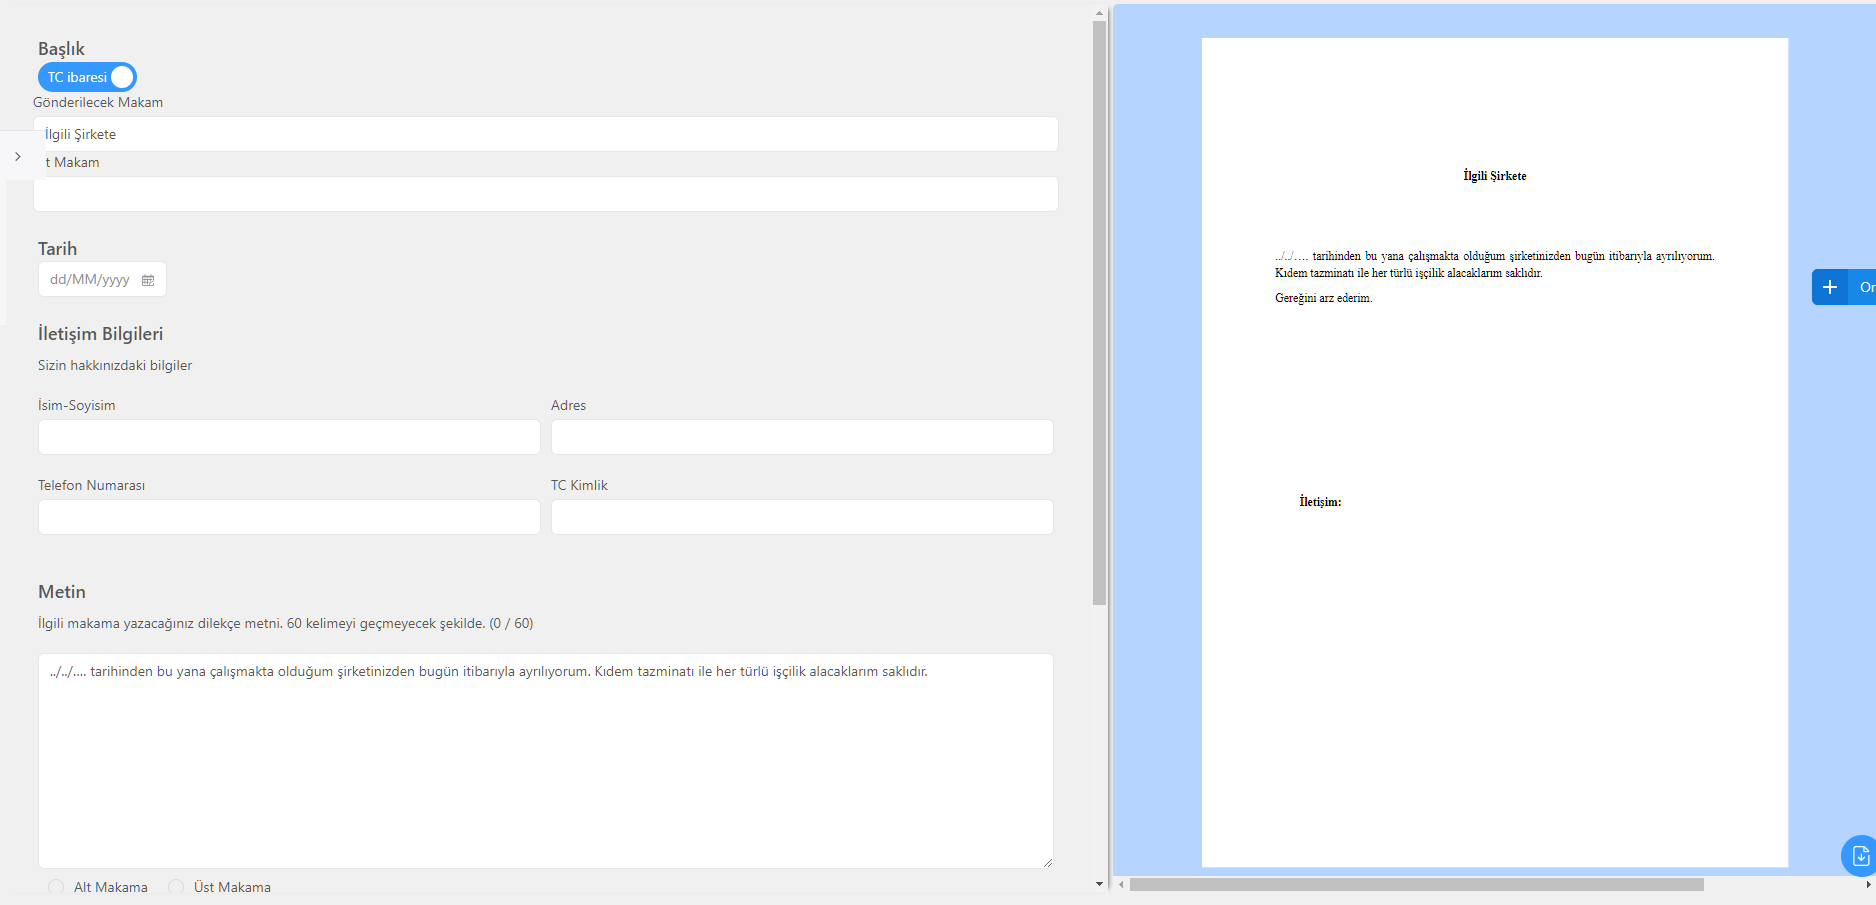 Başlık
TC ibaresi
Gönderilecek Makam
İlgili Şirkete
t Makam
Tarih
dd/MM/yyyy
İletişim Bilgileri
Sizin hakkınızdaki bilgiler
İsim-Soyisim
Adres
Telefon Numarası
TC Kimlik
Metin
İlgili makama yazacağınız dilekçe metni. 60 kelimeyi geçmeyecek şekilde. (0 / 60)
../../.... tarihinden bu yana çalışmakta olduğum şirketinizden bugün itibarıyla ayrılıyorum. Kıdem tazminatı ile her türlü işçilik alacaklarım saklıdır.
Alt Makama
Üst Makama
İlgili Şirkete
../../…. tarihinden bu yana çalışmakta olduğum şirketinizden bugün itibarıyla ayrılıyorum.
Kıdem tazminatı ile her türlü işçilik alacaklarım saklıdır.
Gereğini arz ederim.
İletişim:
Or